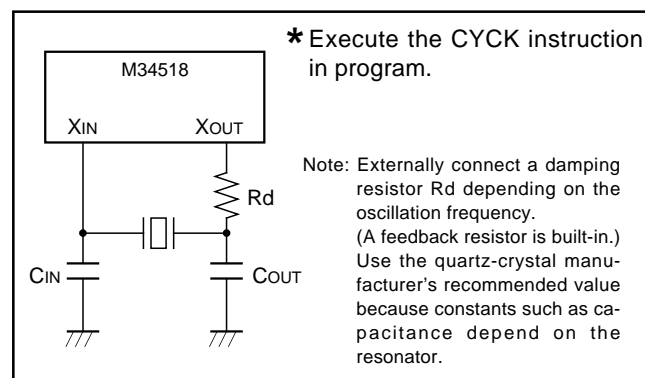 * Execute the CYCK instruction
in program.
M34518
XIN
XOUT
Rd
CIN
COUT
Note: Externally connect a damping
resistor Rd depending on the
oscillation frequency.
(A feedback resistor is built-in.)
Use the quartz-crystal manu-
facturer's recommended value
because constants such as ca-
pacitance depend on the
resonator.